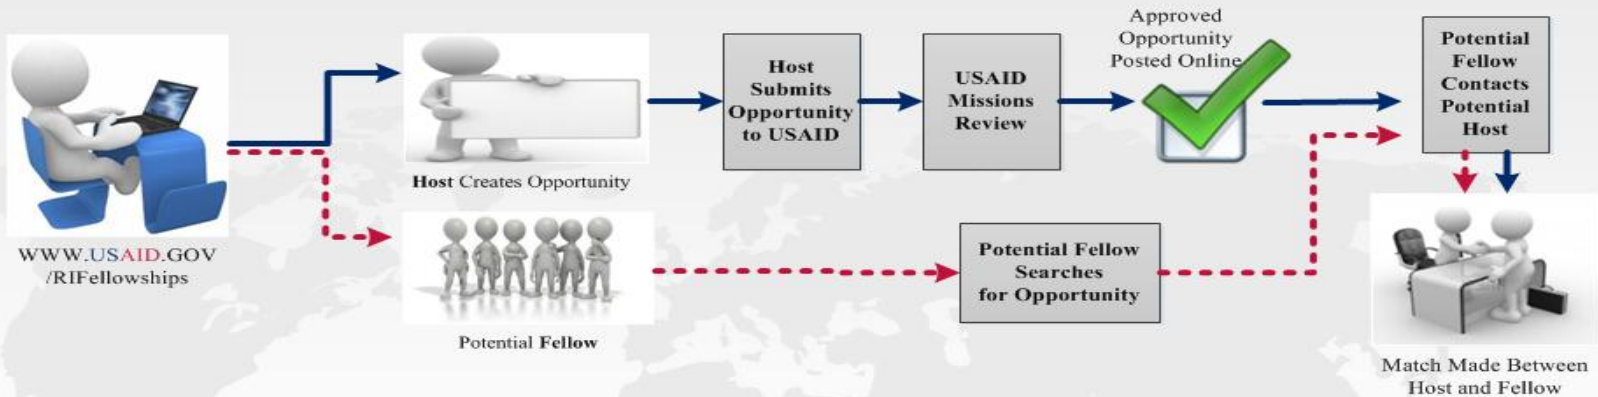 WWW.USAID.GOV
/RIFellowships
Host Creates Opportunity
Potential Fellow
Host
Submits
Opportunity
to USAID
USAID
Missions
Review
Approved
Opportunity
Posted Online
Potential Fellow
Searches
for Opportunity
Potential
Fellow
Contacts
Potential
Host
Match Made Between
Host and Fellow